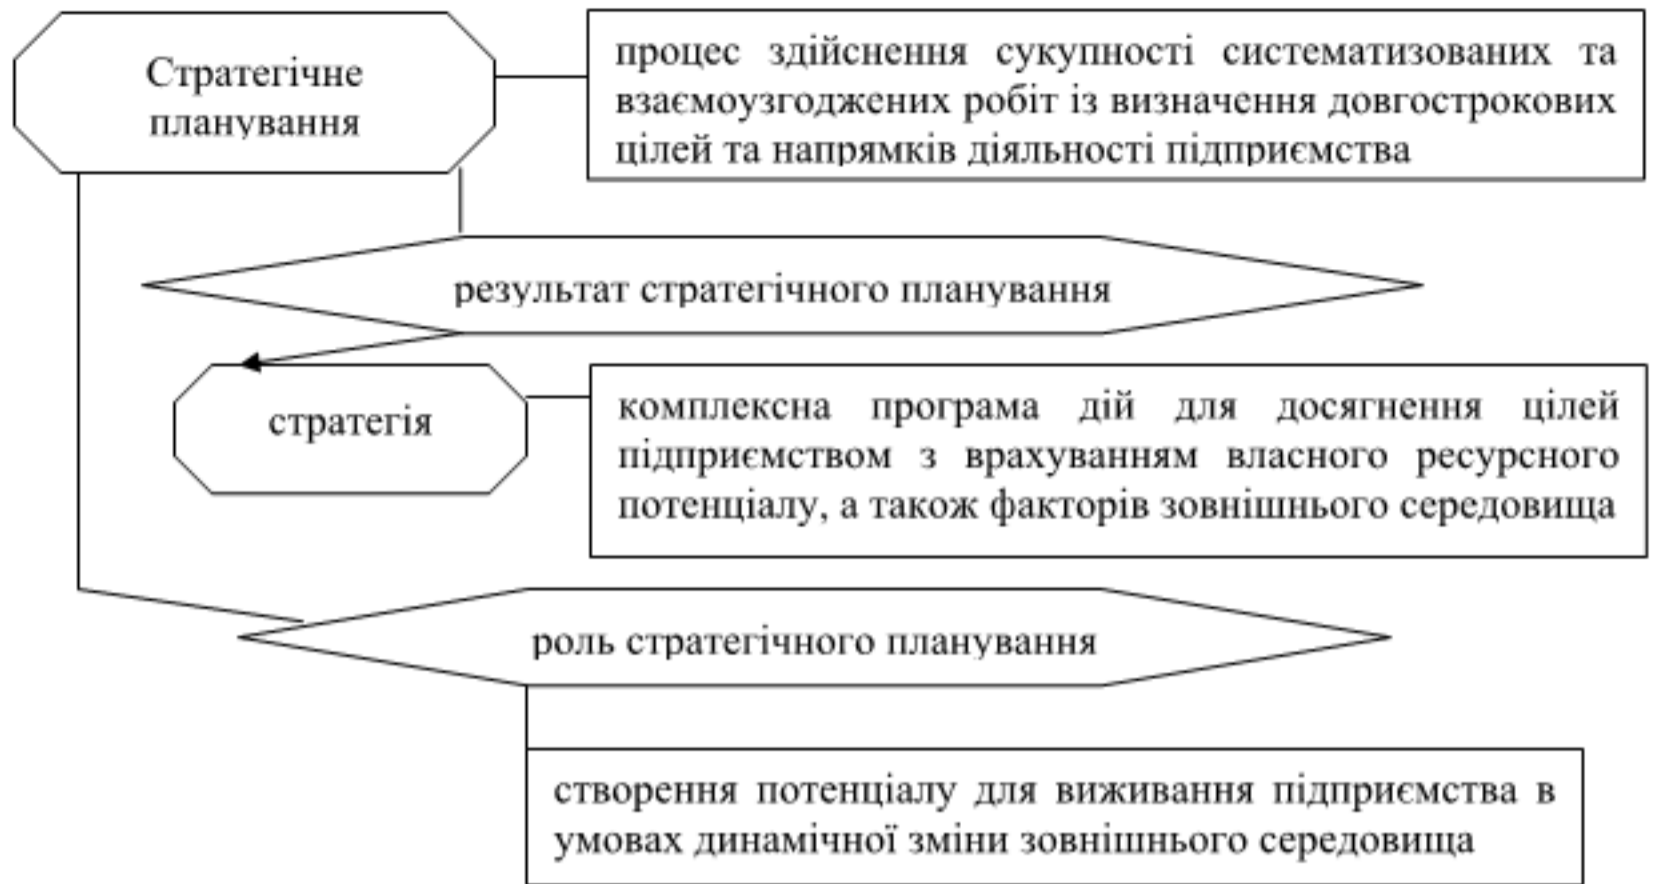 Стратегічне
планування
процес здійснення сукупності систематизованих та
взаємоузгоджених робіт із визначення довгострокових
цілей та напрямків діяльності підприємства
результат стратегічного планування
стратегія
комплексна програма дій для досягнення цілей
підприємством з врахуванням власного ресурсного
потенціалу, а також факторів зовнішнього середовища
роль стратегічного планування
створення потенціалу для виживання підприємства в
умовах динамічної зміни зовнішнього середовища